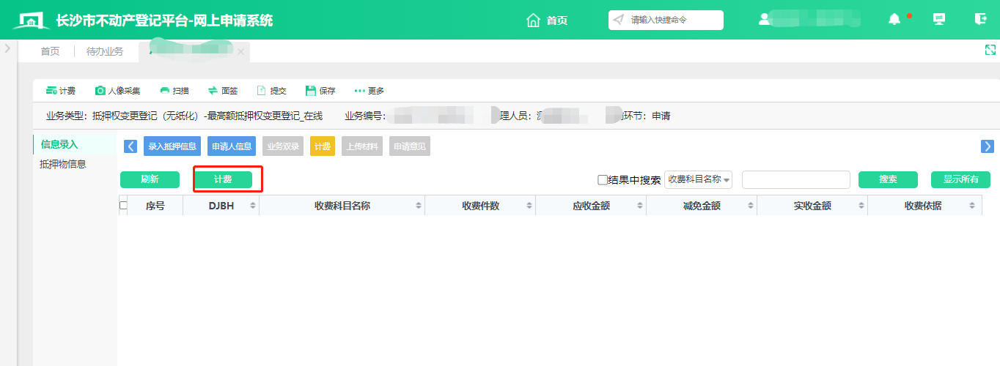 长沙市不动产登记平台-网上申请系统
首页
请输入快捷命令
首页
待办业务
计费
人像采集
扫描
面签
提交
保存
更多
业务类型：抵押权变更登记（无纸化）-最高额抵押权变更登记_在线
业务编号：
理人员：
环节：申请
信息录入
抵押物信息
录入抵押信息
申请人信息
业务双录
计费
上传材料
申请意见
刷新
计费
结果中搜索
收费科目名称
搜索
显示所有
序号
DJBH
收费科目名称
收费件数
应收金额
减免金额
实收金额
收费依据